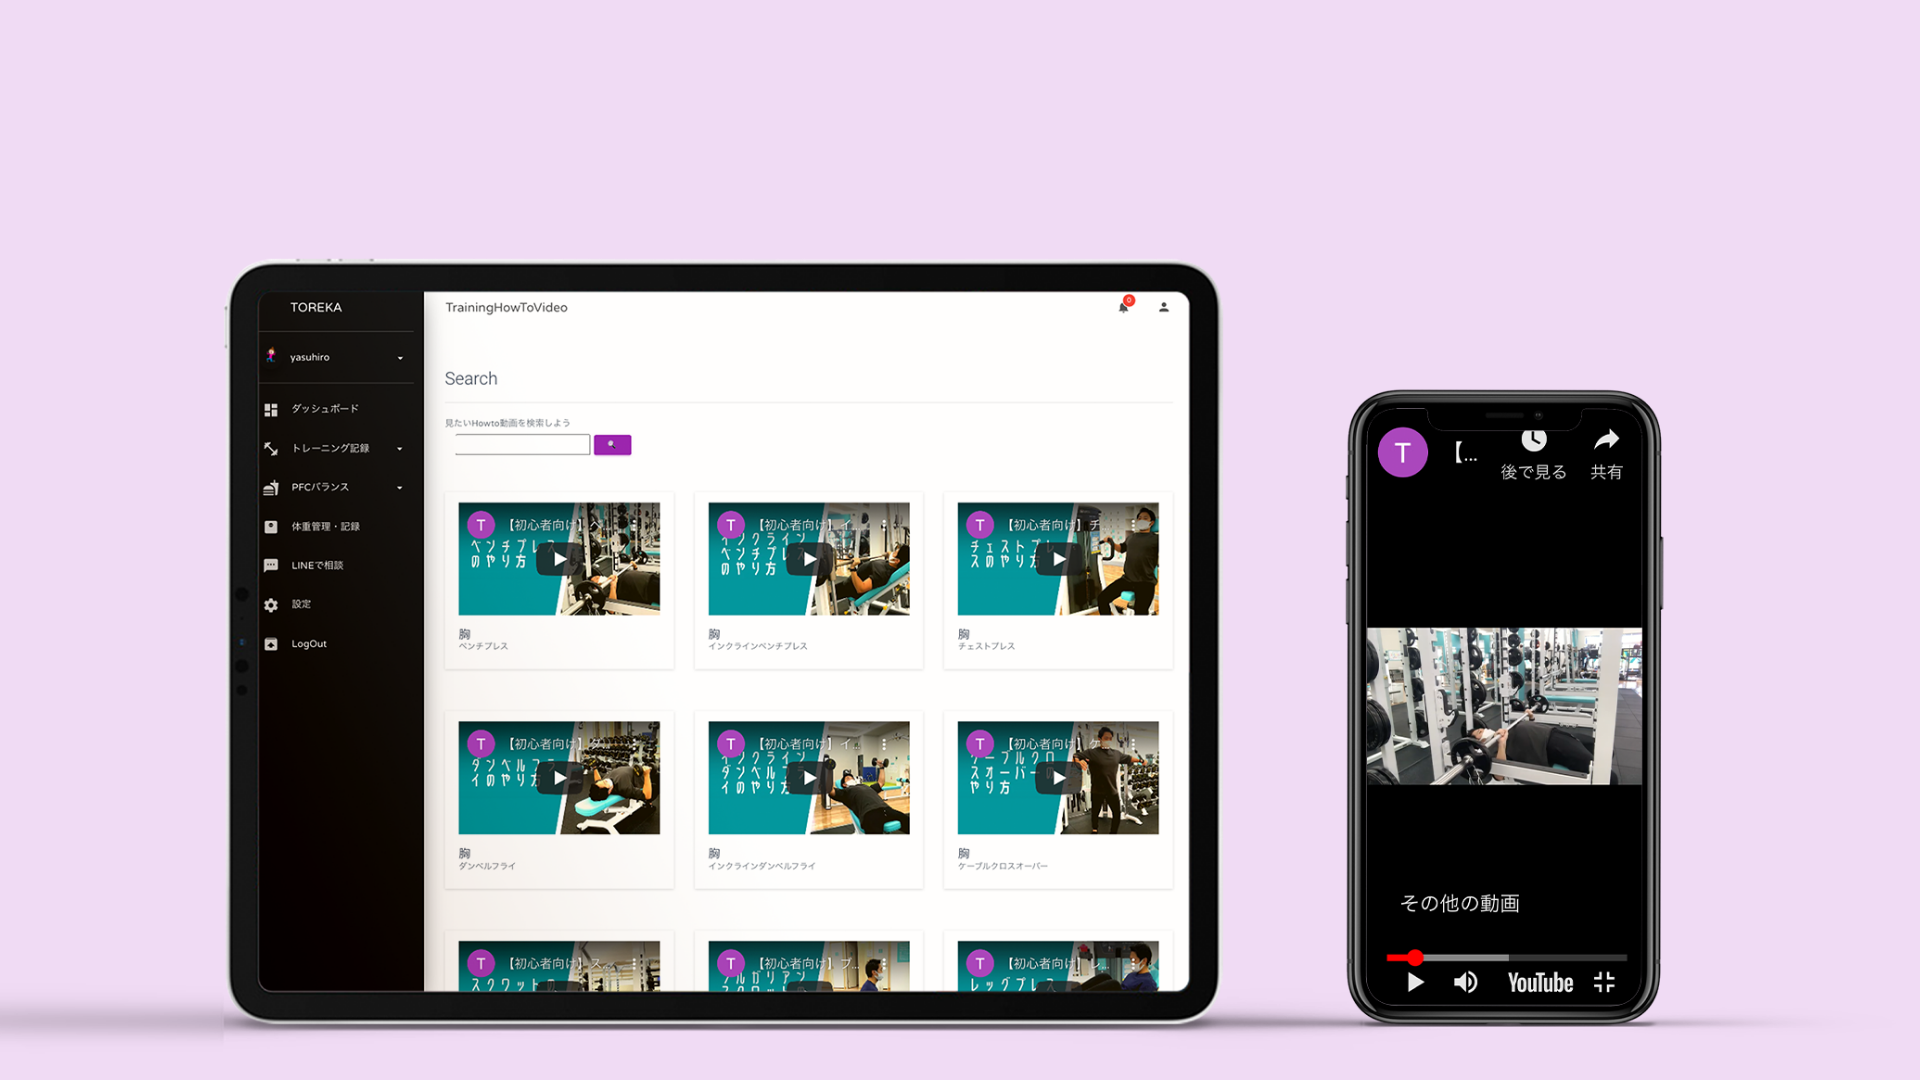 TOREKA
yasuhiro
ダッシュボード
トレーニング記録
PFCバランス
体重管理・記録
LINEで相談
設定
LogOut
TrainingHowToVideo
0
Search
見たいHowto動画を検索しよう
T 【初心者向け】ベ...
ベンチプレス
のやり方
胸
ベンチプレス
T 【初心者向け】イ...
インクライン
ベンチプレス
のやり方
胸
インクラインベンチプレス
T 【初心者向け】チ...
チェストプレ
スのやり方
胸
チェストプレス
T 【初心者向け】ダ...
ダンベルフラ
イのやり方
胸
ダンベルフライ
T 【初心者向け】イ...
インクライン
ダンベルフラ
イのやり方
胸
インクラインダンベルフライ
T 【初心者向け】ケ...
ケーブルクロ
スオーバーの
やり方
胸
ケーブルクロスオーバー
T 【初心者向け】ス...
スクワットの
T 【初心者向け】ブ...
ブルガリアン
T 【初心者向け】レ...
レッグプレス
T 【...
後で見る 共有
その他の動画
YouTube